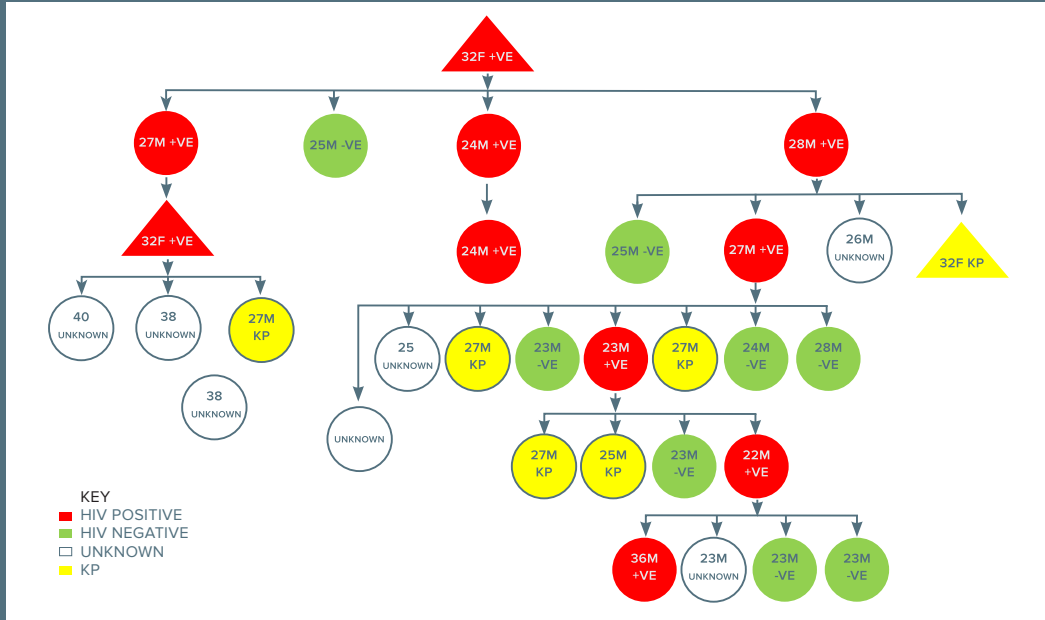 32F +VE
27M +VE
25M -VE
24M +VE
28M +VE
32F +VE
24M +VE
25M -VE
27M +VE
26M
UNKNOWN
32F KP
40
UNKNOWN
38
UNKNOWN
27M
KP
38
UNKNOWN
25
UNKNOWN
27M
KP
23M
-VE
23M
+VE
27M
KP
24M
-VE
28M
-VE
UNKNOWN
27M
KP
25M
KP
23M
-VE
22M
+VE
36M
+VE
23M
UNKNOWN
23M
-VE
23M
-VE
KEY
HIV POSITIVE
HIV NEGATIVE
UNKNOWN
KP